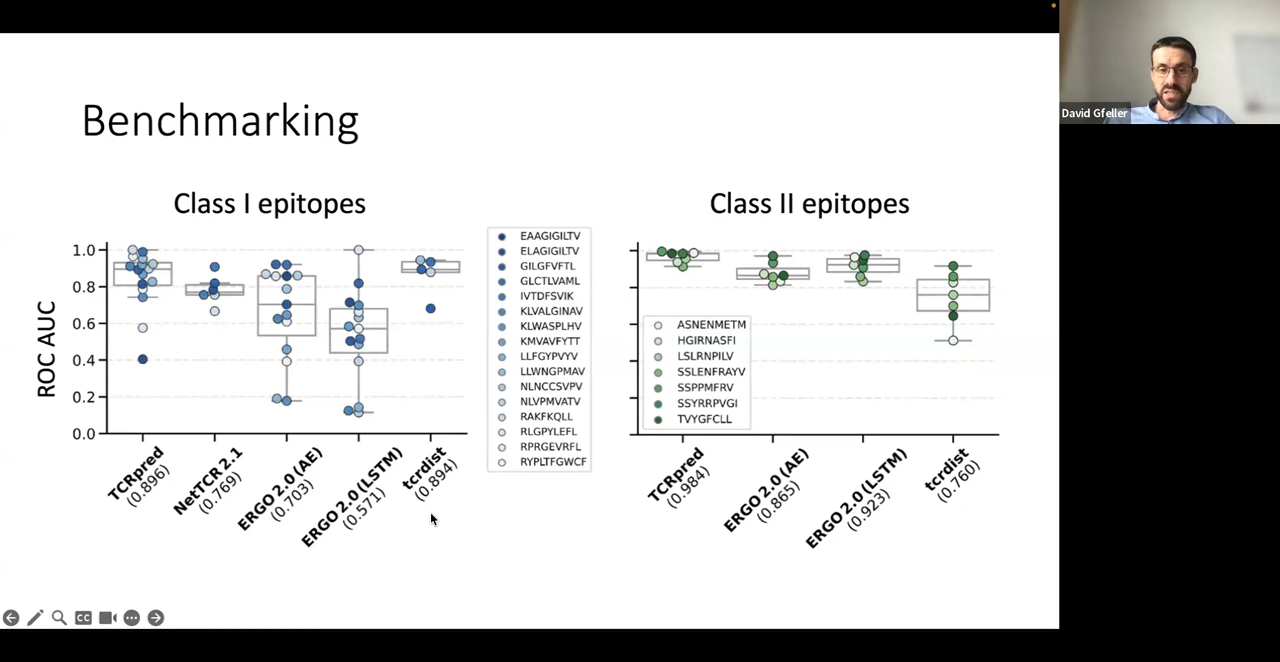 David Gfeller
Benchmarking
Class I epitopes
ROC AUC
1.0
0.8
0.6
0.4
0.2
0.0
TCRpred
(0.896)
NetTCR 2.1
(0.769)
ERGO 2.0 (AE)
(0.703)
ERGO 2.0 (LSTM)
(0.571)
tcrdist
(0.894)
EAAGIGILTV
ELAGIGILTV
GILGFVFTL
GLCTLVAML
IVTDFSVIK
KLVALGINAV
KLWASPLHV
KMVAVFYTT
LLFGYPVYV
LLWNGPMAV
NLNCCSVPV
NLVPMVATV
RAKFKQLL
RLGPYLEFL
RPRGEVRFL
RYPLTFGWCF
Class II epitopes
ASNENMETM
HGIRNASFI
LSLRNPILV
SSLENFRAYV
SSPPMFRV
SSYRRPVGI
TVYGFCLL
TCRpred
(0.984)
ERGO 2.0 (AE)
(0.865)
ERGO 2.0 (LSTM)
(0.923)
tcrdist
(0.760)
CC